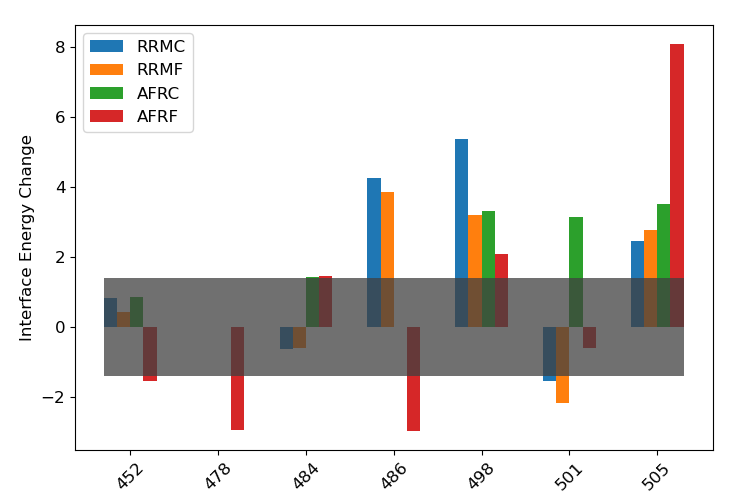 RRMC
RRMF
AFRC
AFRF
Interface Energy Change
8
6
4
2
0
−2
452
478
484
486
498
501
505